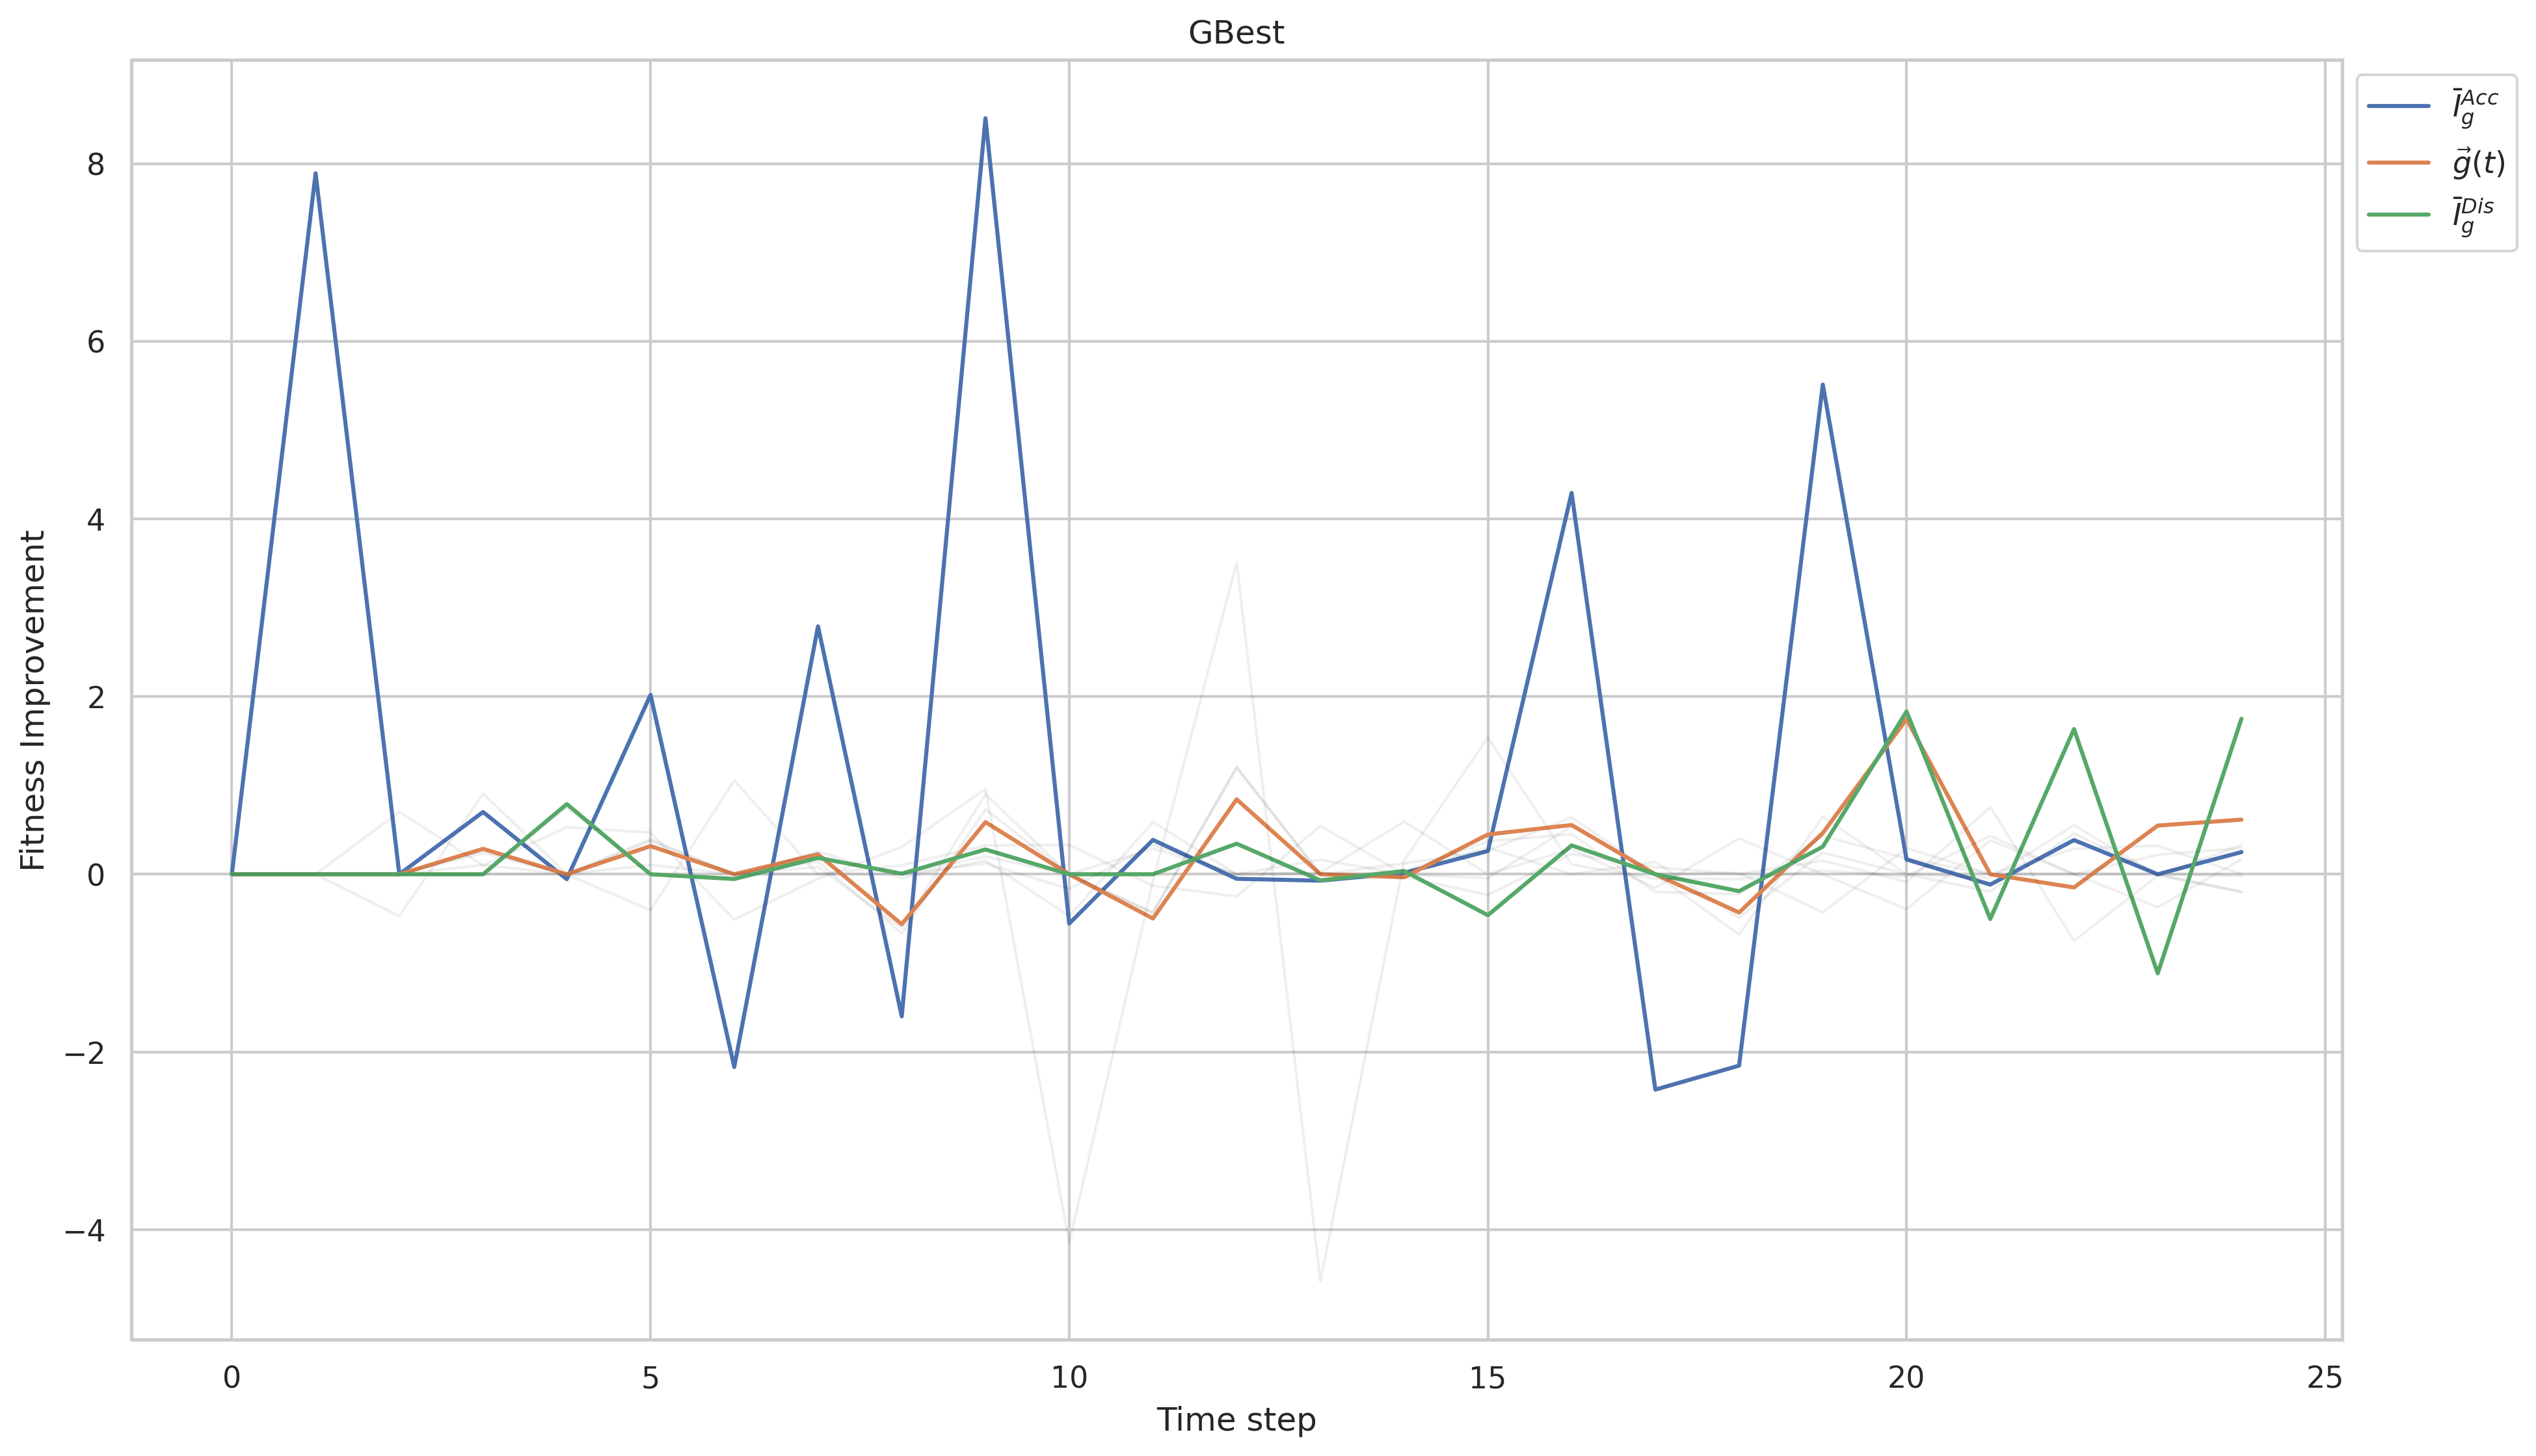 GBest
Fitness Improvement
8
6
4
2
0
−2
−4
0 5 10 15 20 25
Time step
Ī_g^{Acc}
g⃗(t)
Ī_g^{Dis}